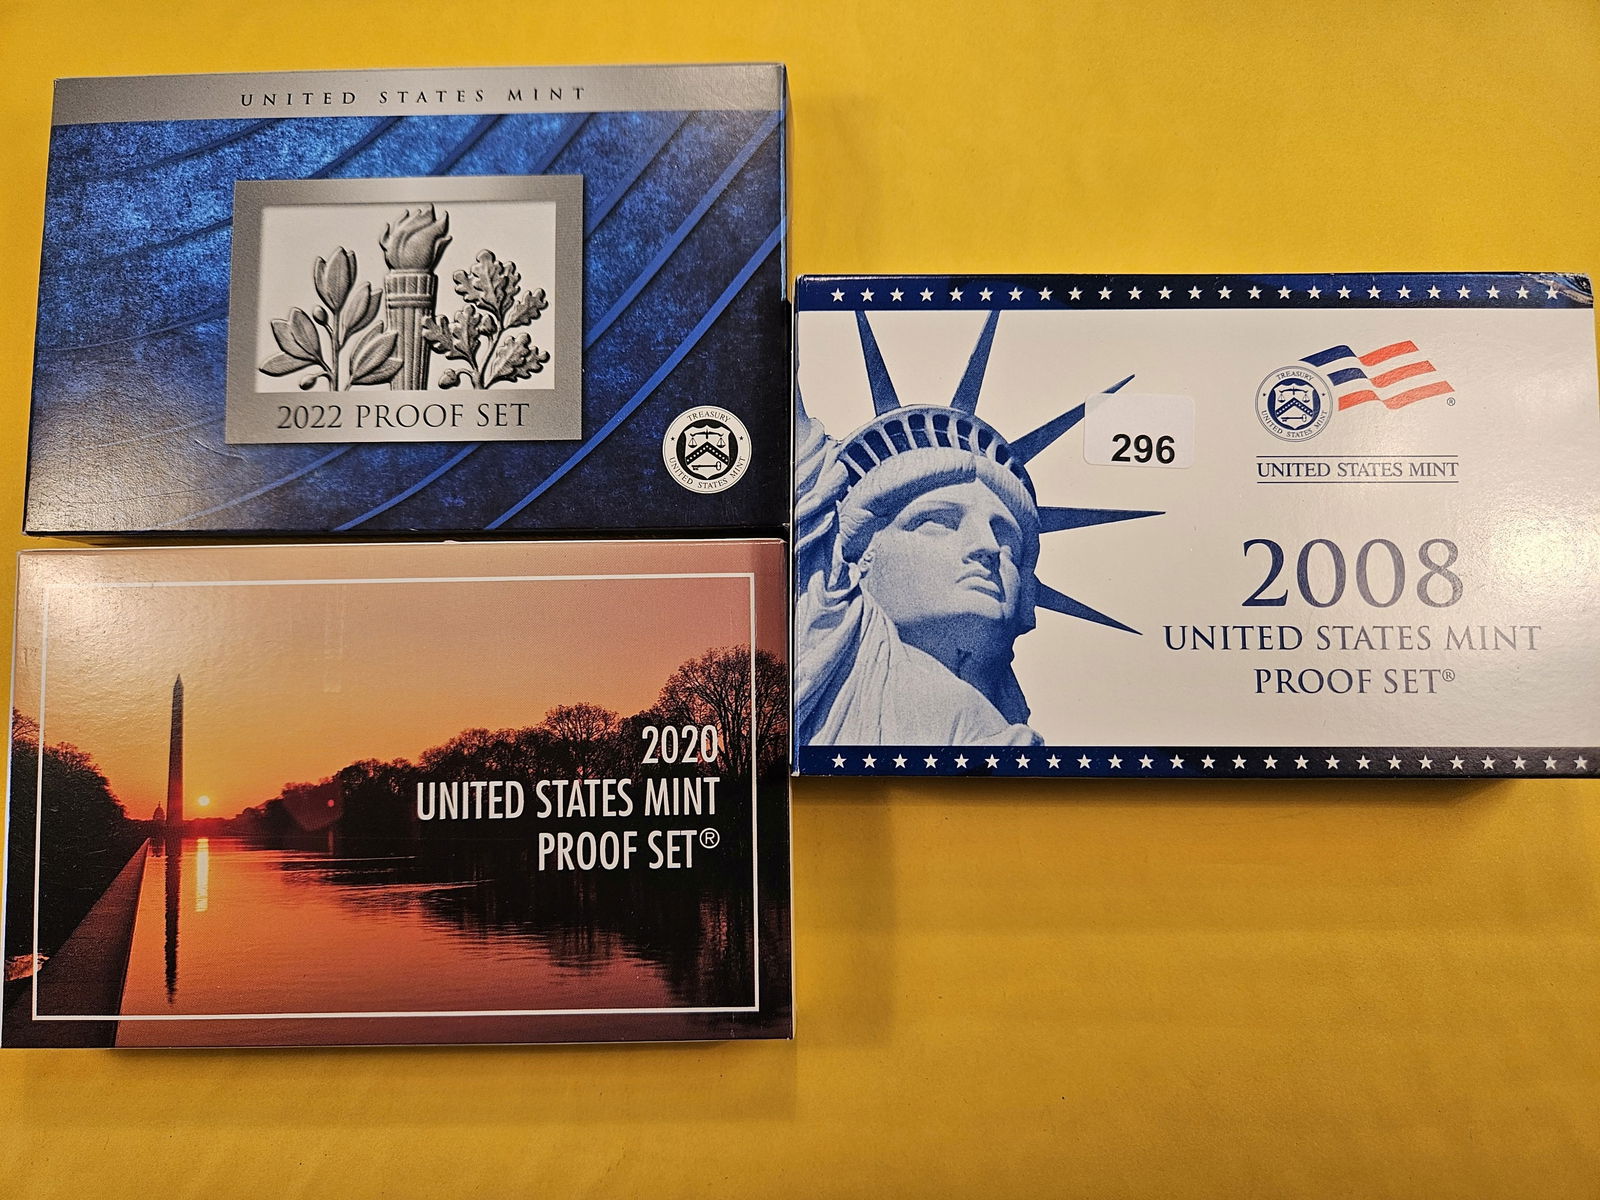 UNITED STATES MINT
2022 PROOF SET
TREASURY
UNITED STATES MINT
2020
UNITED STATES MINT
PROOF SET®
296
TREASURY
UNITED STATES MINT
®
UNITED STATES MINT
2008
UNITED STATES MINT
PROOF SET®